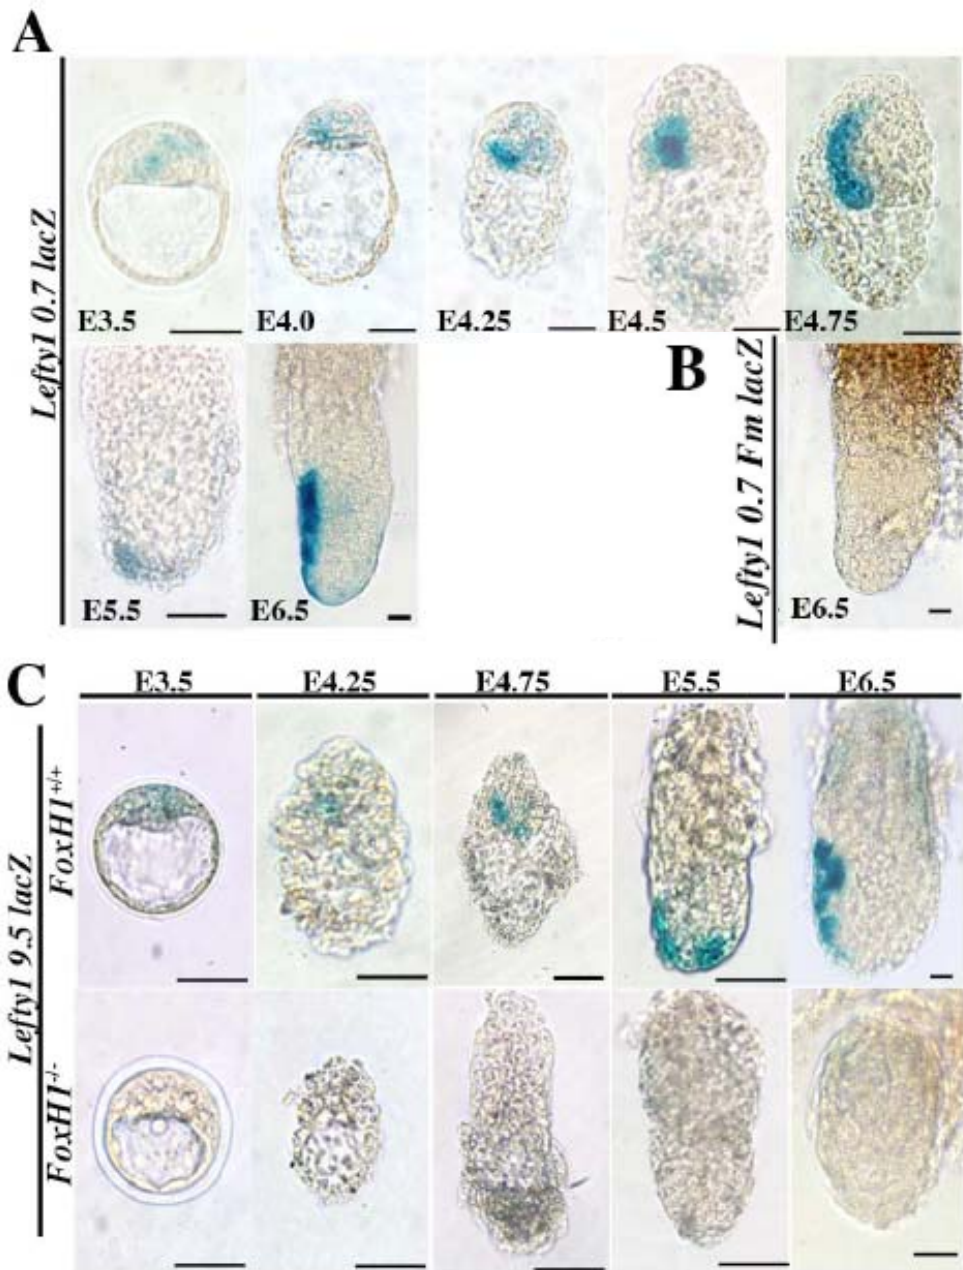 A
Lefty1 0.7 lacZ
E3.5
E4.0
E4.25
E4.5
E4.75
E5.5
E6.5
B
Lefty1 0.7 Fm lacZ
E6.5
C
E3.5
E4.25
E4.75
E5.5
E6.5
Lefty1 9.5 lacZ
FoxH1+/+
FoxH1-/-